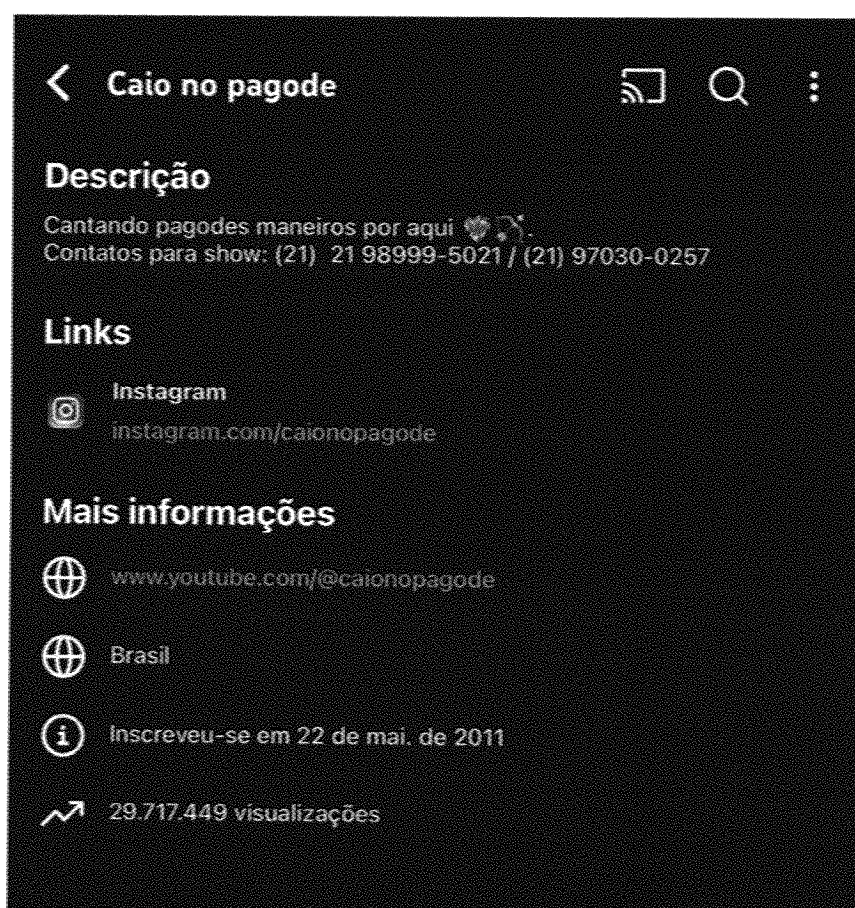 Caio no pagode
Descrição
Cantando pagodes maneiros por aqui.
Contatos para show: (21) 21 98999-5021 / (21) 97030-0257
Links
Instagram
instagram.com/caionopagode
Mais informações
www.youtube.com/@caionopagode
Brasil
Inscreveu-se em 22 de mai. de 2011
29.717.449 visualizações